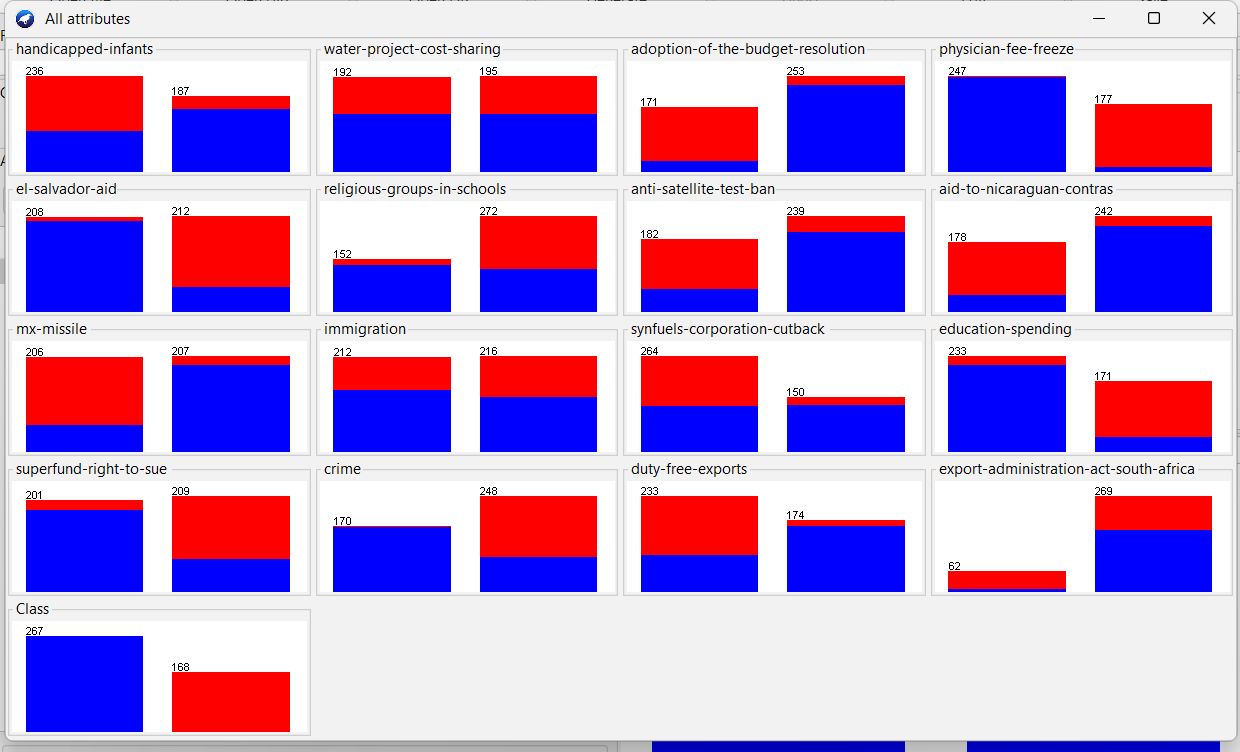 All attributes
handicapped-infants
236
187
water-project-cost-sharing
192
195
adoption-of-the-budget-resolution
171
253
physician-fee-freeze
247
177
el-salvador-aid
208
212
religious-groups-in-schools
152
272
anti-satellite-test-ban
182
239
aid-to-nicaraguan-contras
178
242
mx-missile
206
207
immigration
212
216
synfuels-corporation-cutback
264
150
education-spending
233
171
superfund-right-to-sue
201
209
crime
170
248
duty-free-exports
233
174
export-administration-act-south-africa
62
269
Class
267
168